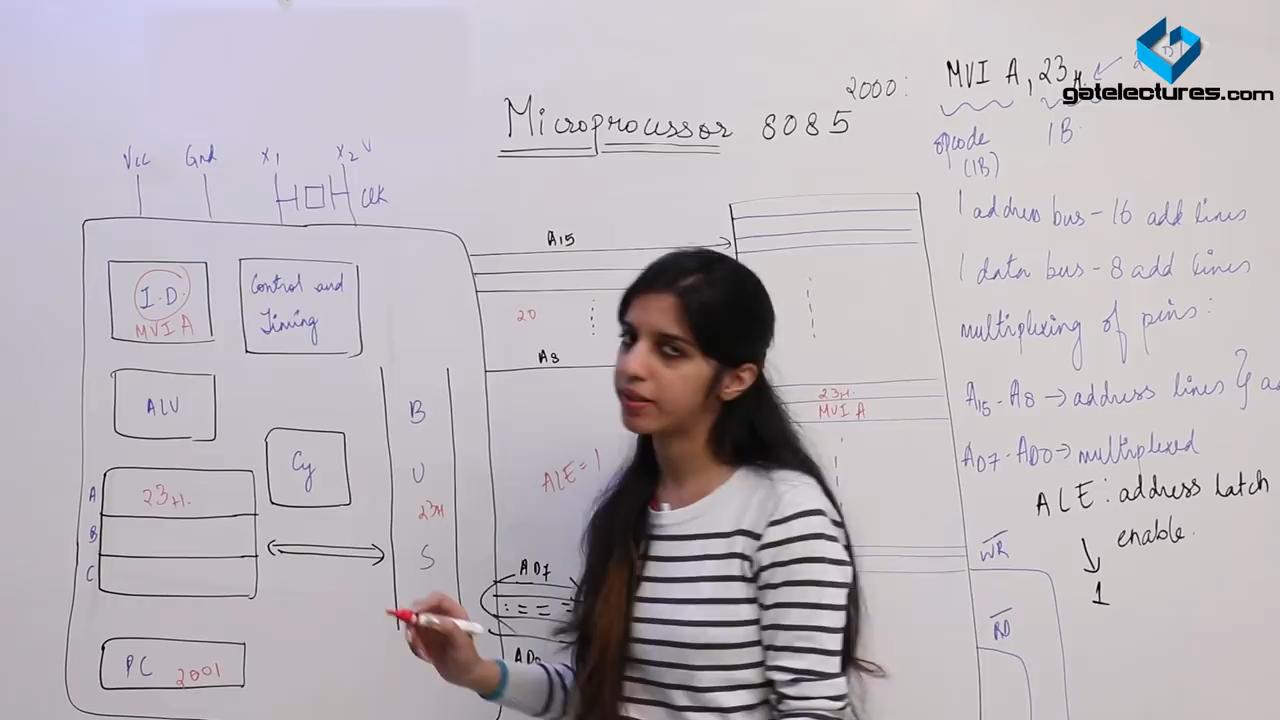 gatelectures.com
Microprocessor 8085
2000:
MVI A, 23H.
opcode
(1B)
1B.
Vcc Gnd X1 X2
CLK
I.D.
MVI A
Control and
Timing
ALU
Cy
A 23H.
B
C
PC 2001
B
U
23H
S
A15
20
A8
ALE = 1
AD7
23H.
MVI A
WR
RD
1 address bus - 16 add lines
1 data bus - 8 add lines
multiplexing of pins:
A15 - A8 → address lines }
AD7 - AD0 → multiplexed
ALE: address latch
enable.
1